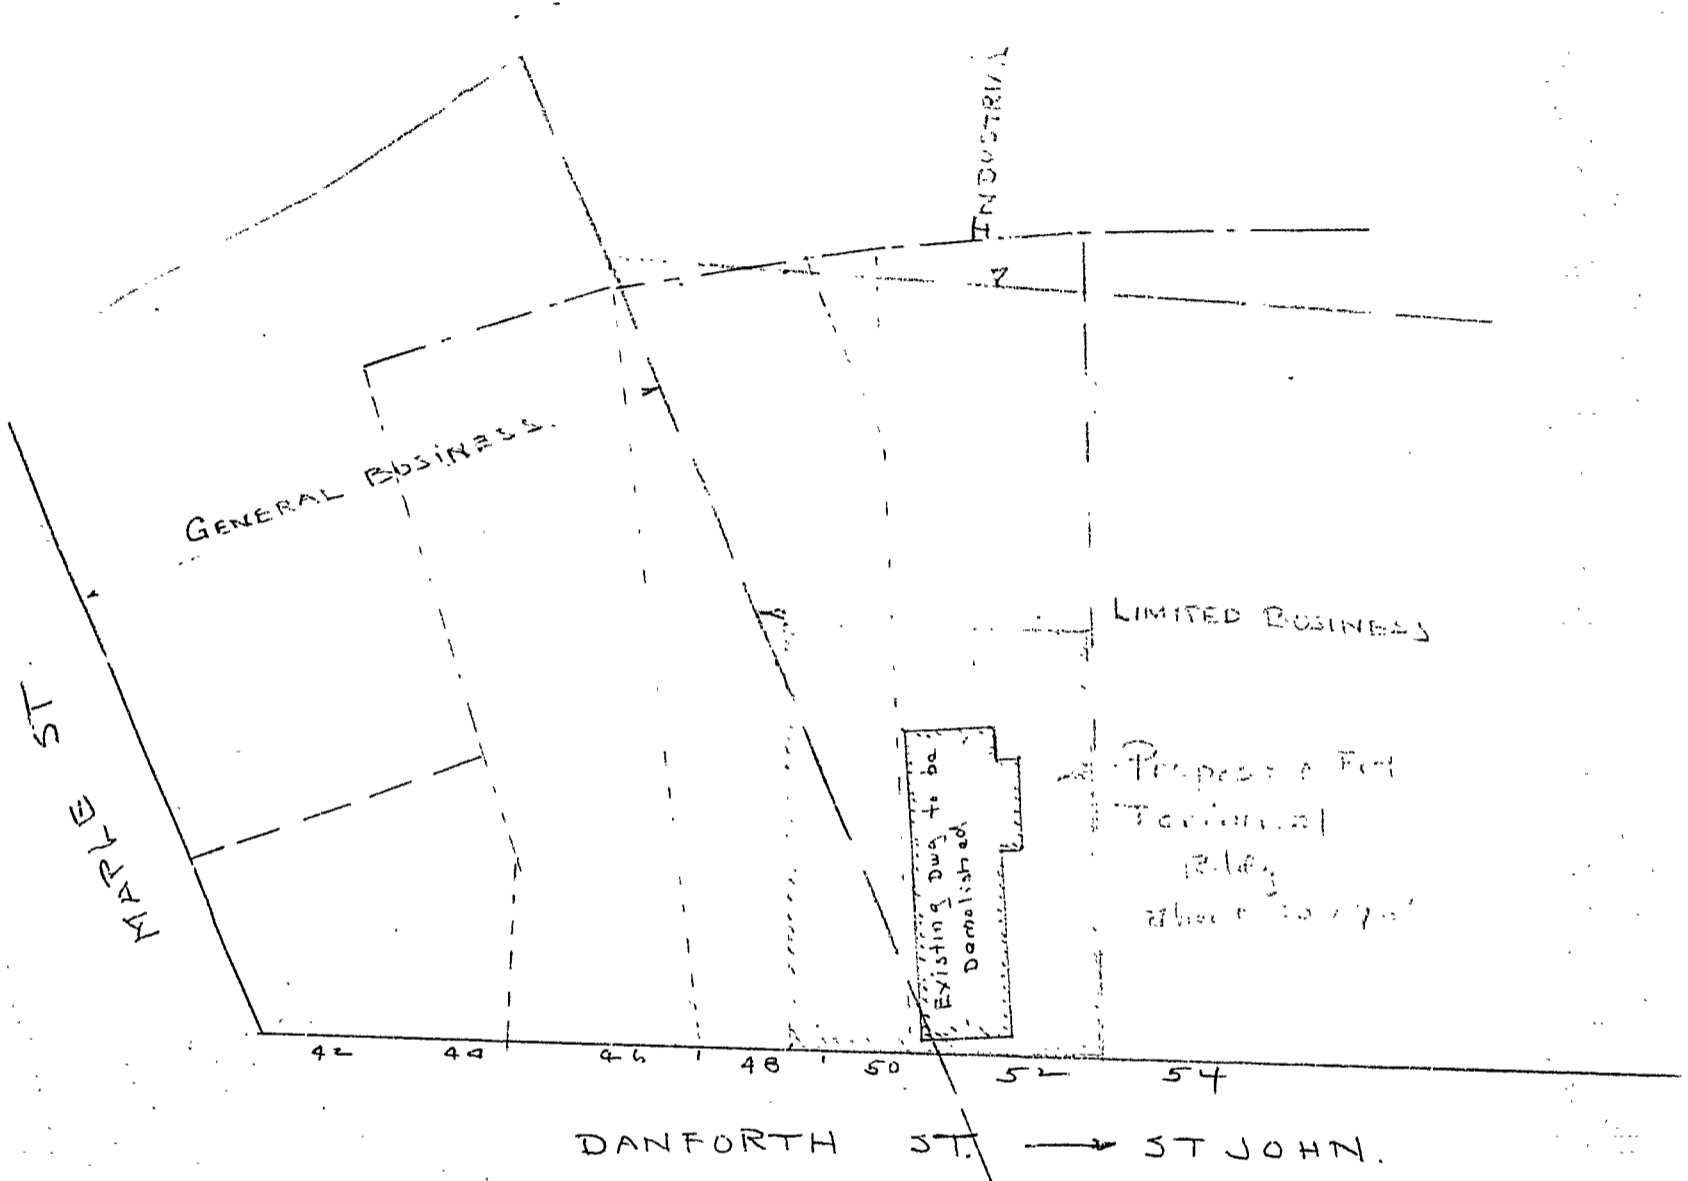 INDUSTRIAL
GENERAL BUSINESS.
LIMITED BUSINESS
MAPLE ST.
Existing Dwg to be
Demolished
Terminal
Bldg
42 44 46 48 50 52 54
DANFORTH ST. → ST JOHN.